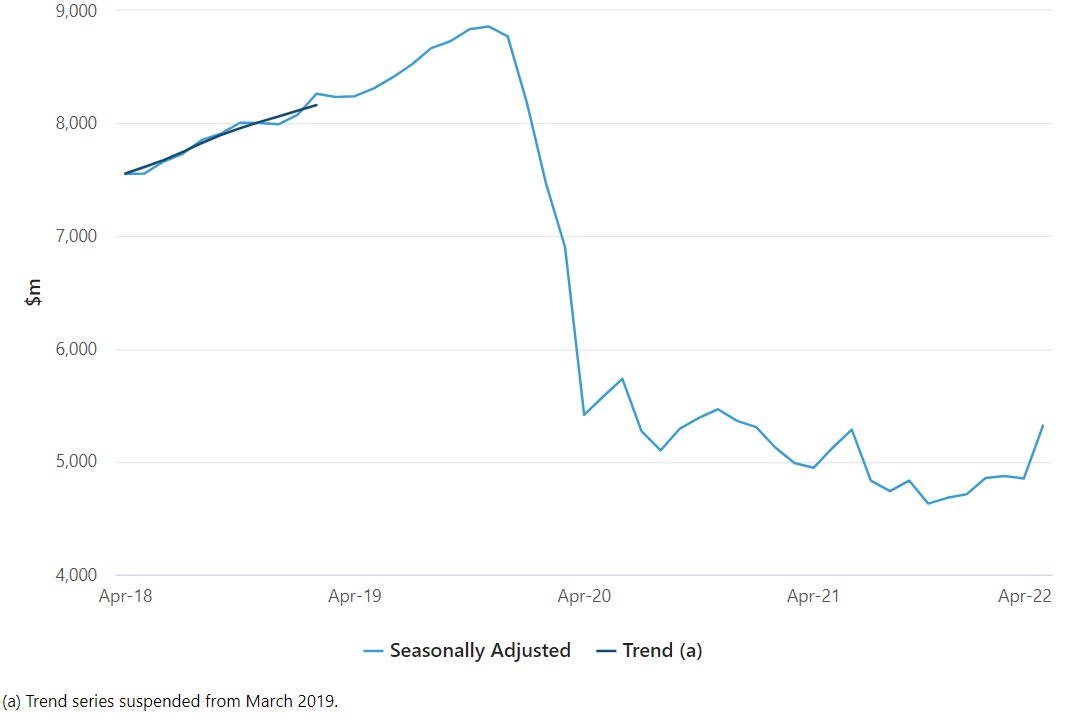 9,000
8,000
7,000
6,000
5,000
4,000
$m
Apr-18 Apr-19 Apr-20 Apr-21 Apr-22
Seasonally Adjusted Trend (a)
(a) Trend series suspended from March 2019.